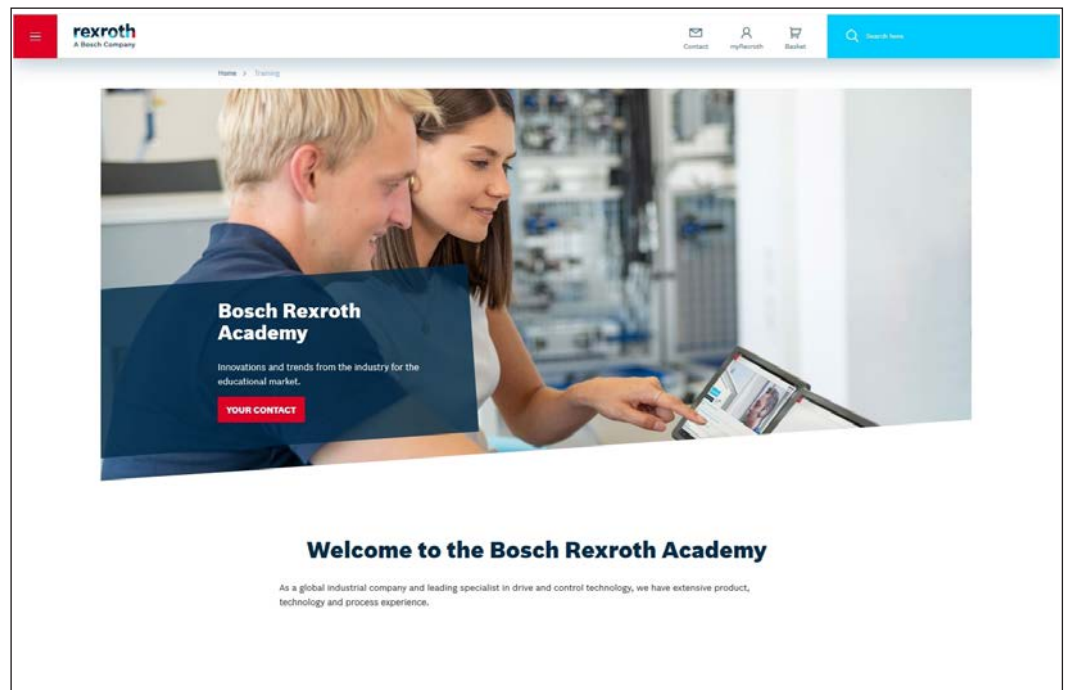 rexroth
A Bosch Company
Contact
myRexroth
Basket
Search here
Home > Training
Bosch Rexroth
Academy
Innovations and trends from the industry for the
educational market.
YOUR CONTACT
Welcome to the Bosch Rexroth Academy
As a global industrial company and leading specialist in drive and control technology, we have extensive product,
technology and process experience.